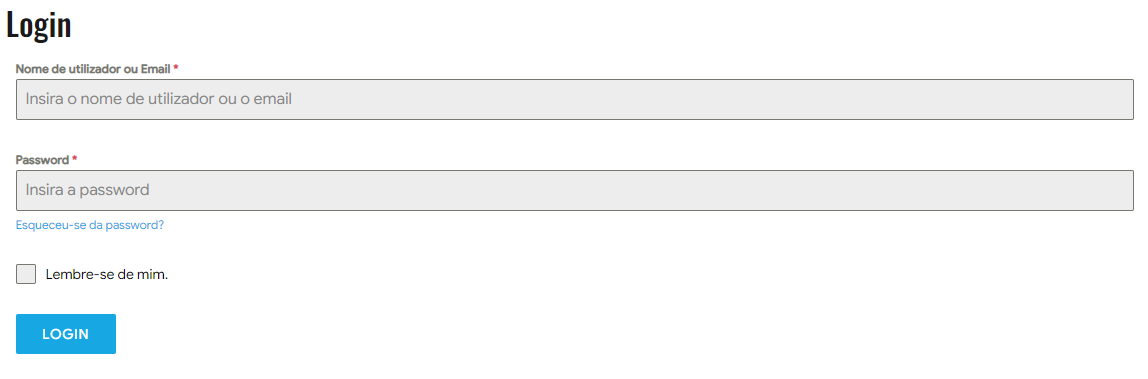 Login
Nome de utilizador ou Email *
Insira o nome de utilizador ou o email
Password *
Insira a password
Esqueceu-se da password?
Lembre-se de mim.
LOGIN